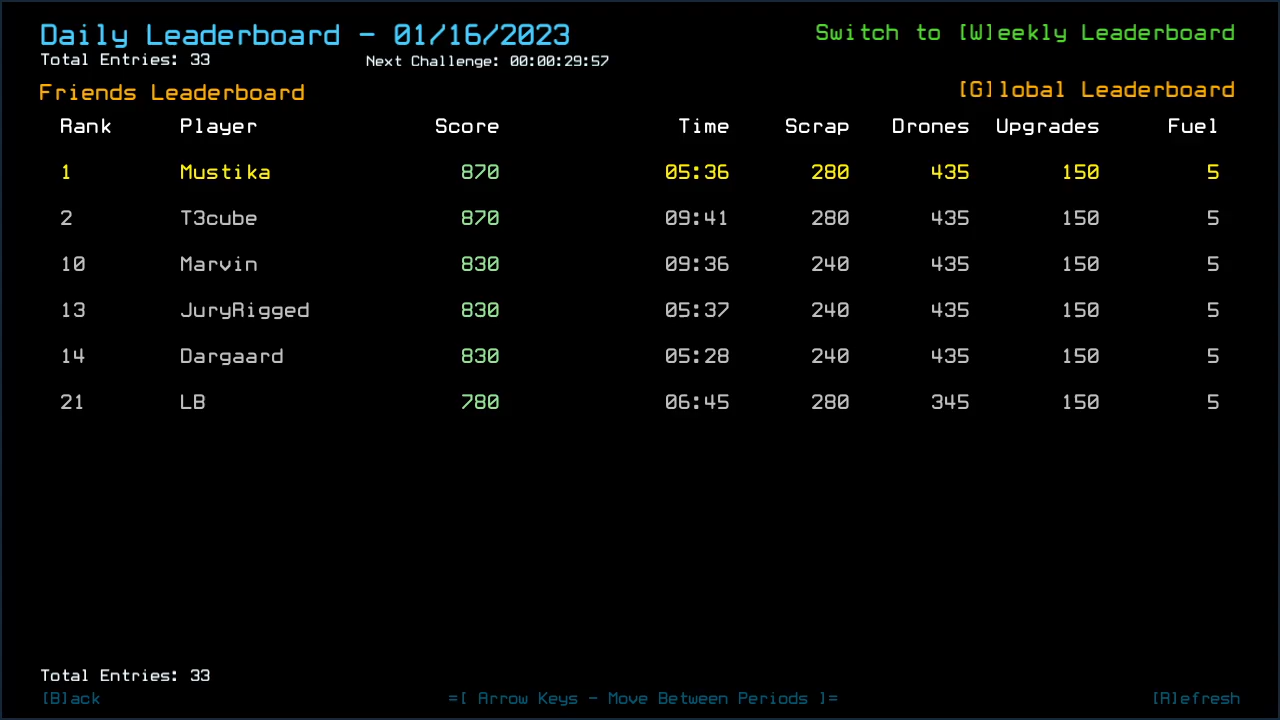 Daily Leaderboard - 01/16/2023 Switch to [W]eekly Leaderboard
Total Entries: 33 Next Challenge: 00:00:29:57
Friends Leaderboard [G]lobal Leaderboard
Rank Player Score Time Scrap Drones Upgrades Fuel
1 Mustika 870 05:36 280 435 150 5
2 T3cube 870 09:41 280 435 150 5
10 Marvin 830 09:36 240 435 150 5
13 JuryRigged 830 05:37 240 435 150 5
14 Dargaard 830 05:28 240 435 150 5
21 LB 780 06:45 280 345 150 5
Total Entries: 33
[B]ack =[ Arrow Keys - Move Between Periods ]= [R]efresh